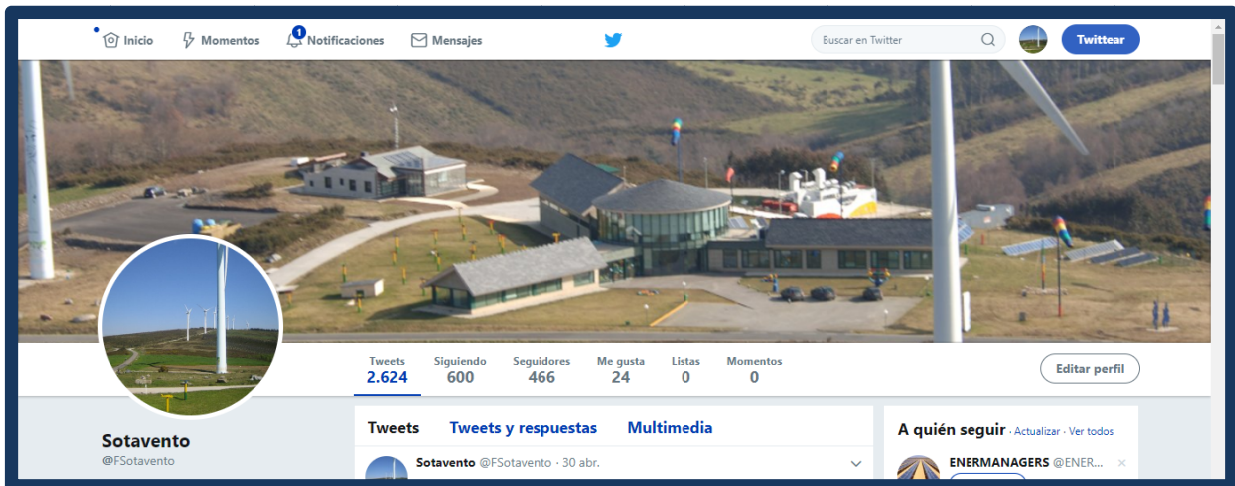 Inicio Momentos 1 Notificaciones Mensajes Buscar en Twitter Twittear
Tweets Siguiendo Seguidores Me gusta Listas Momentos
2.624 600 466 24 0 0
Editar perfil
Sotavento
@FSotavento
Tweets Tweets y respuestas Multimedia
Sotavento @FSotavento · 30 abr.
A quién seguir · Actualizar · Ver todos
ENERMANAGERS @ENER...